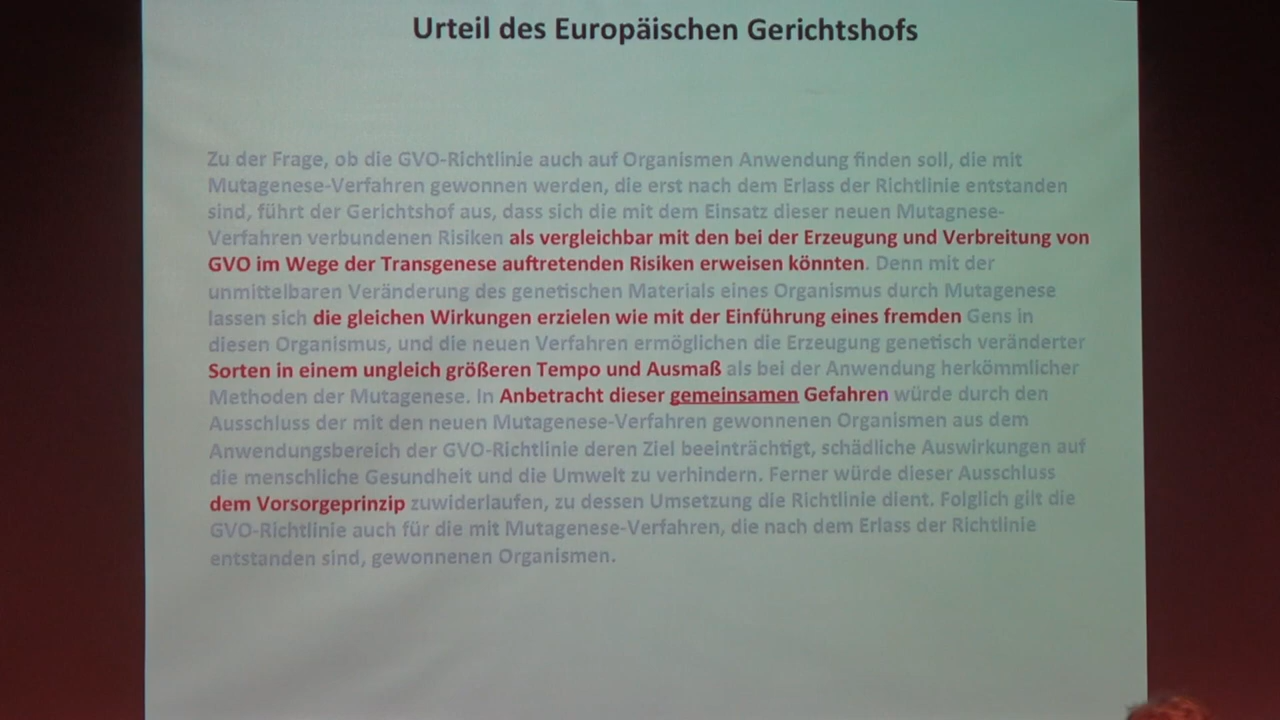 Urteil des Europäischen Gerichtshofs
Zu der Frage, ob die GVO-Richtlinie auch auf Organismen Anwendung finden soll, die mit
Mutagenese-Verfahren gewonnen werden, die erst nach dem Erlass der Richtlinie entstanden
sind, führt der Gerichtshof aus, dass sich die mit dem Einsatz dieser neuen Mutagnese-
Verfahren verbundenen Risiken als vergleichbar mit den bei der Erzeugung und Verbreitung von
GVO im Wege der Transgenese auftretenden Risiken erweisen könnten. Denn mit der
unmittelbaren Veränderung des genetischen Materials eines Organismus durch Mutagenese
lassen sich die gleichen Wirkungen erzielen wie mit der Einführung eines fremden Gens in
diesen Organismus, und die neuen Verfahren ermöglichen die Erzeugung genetisch veränderter
Sorten in einem ungleich größeren Tempo und Ausmaß als bei der Anwendung herkömmlicher
Methoden der Mutagenese. In Anbetracht dieser gemeinsamen Gefahren würde durch den
Ausschluss der mit den neuen Mutagenese-Verfahren gewonnenen Organismen aus dem
Anwendungsbereich der GVO-Richtlinie deren Ziel beeinträchtigt, schädliche Auswirkungen auf
die menschliche Gesundheit und die Umwelt zu verhindern. Ferner würde dieser Ausschluss
dem Vorsorgeprinzip zuwiderlaufen, zu dessen Umsetzung die Richtlinie dient. Folglich gilt die
GVO-Richtlinie auch für die mit Mutagenese-Verfahren, die nach dem Erlass der Richtlinie
entstanden sind, gewonnenen Organismen.